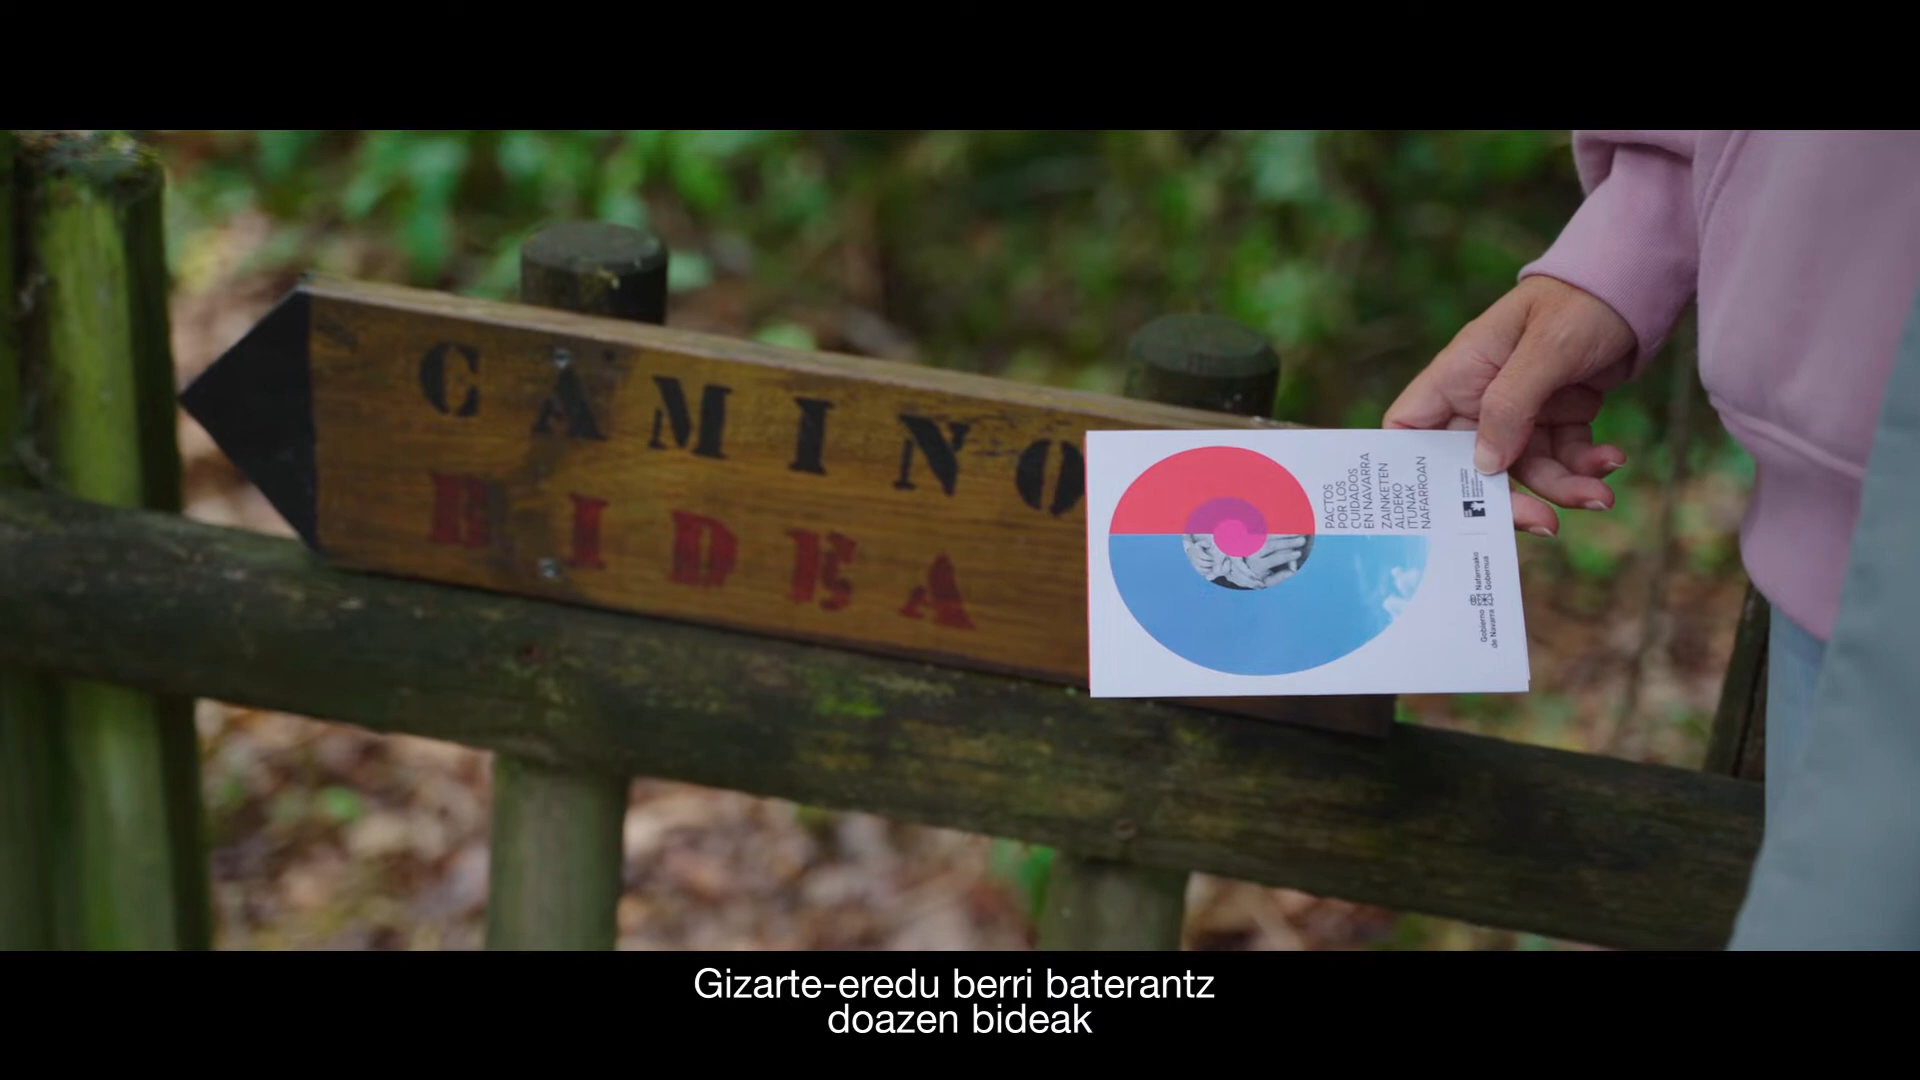 CAMINO
BIDEA
PACTOS
POR LOS
CUIDADOS
EN NAVARRA
ZAINKETEN
ALDEKO
ITUNAK
NAFARROAN
Gobierno Nafarroako
de Navarra Gobernua
Gizarte-eredu berri baterantz
doazen bideak